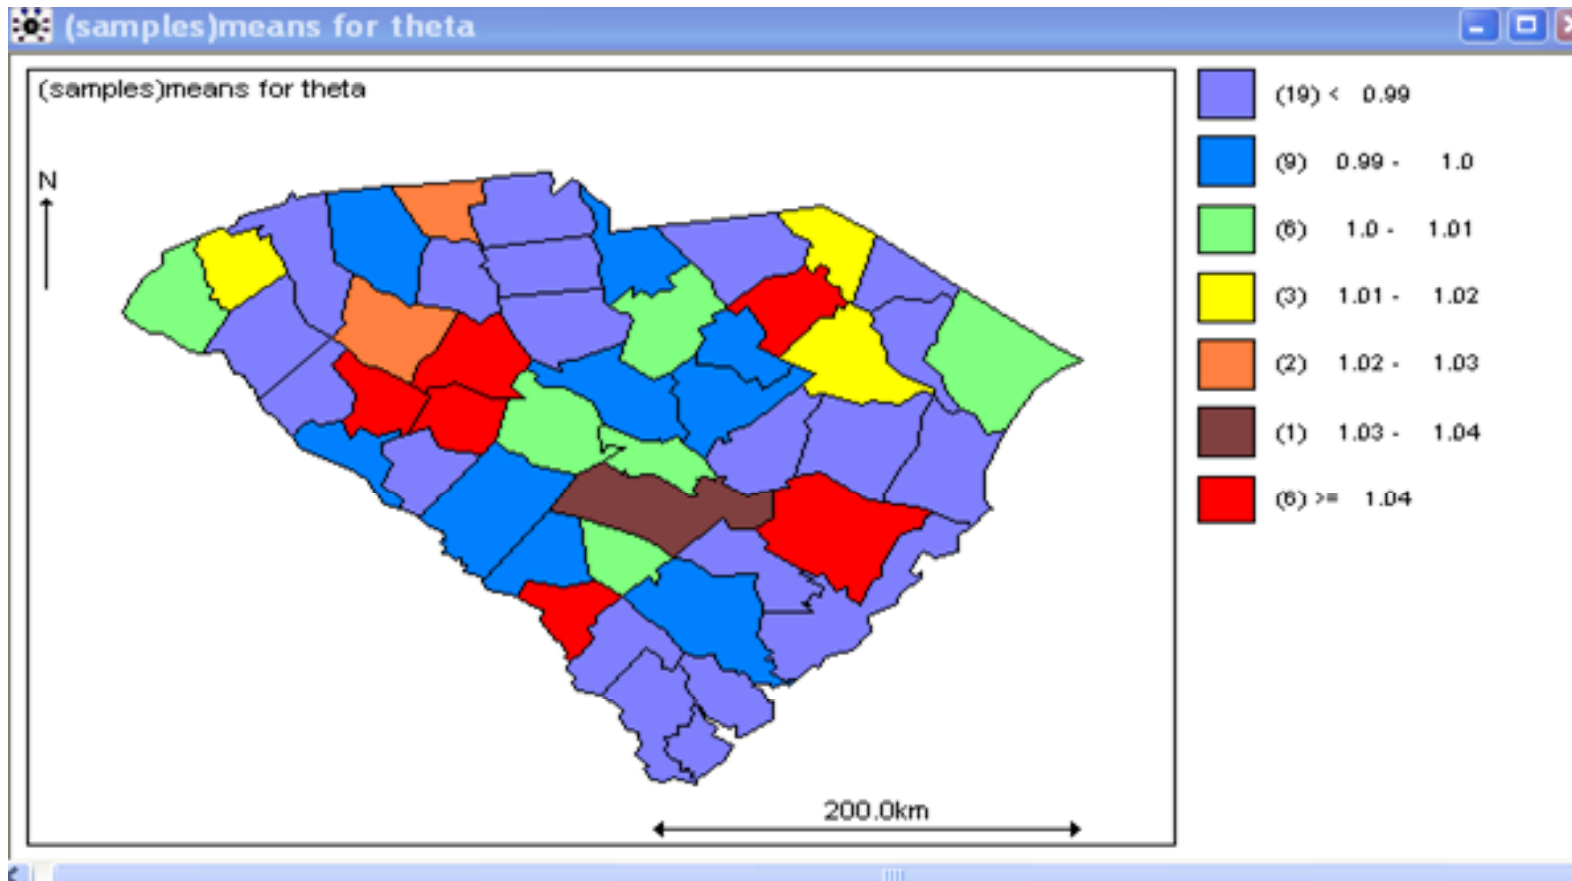 (samples)means for theta
(samples)means for theta
N
200.0km
(19) < 0.99
(9) 0.99 - 1.0
(6) 1.0 - 1.01
(3) 1.01 - 1.02
(2) 1.02 - 1.03
(1) 1.03 - 1.04
(6) >= 1.04